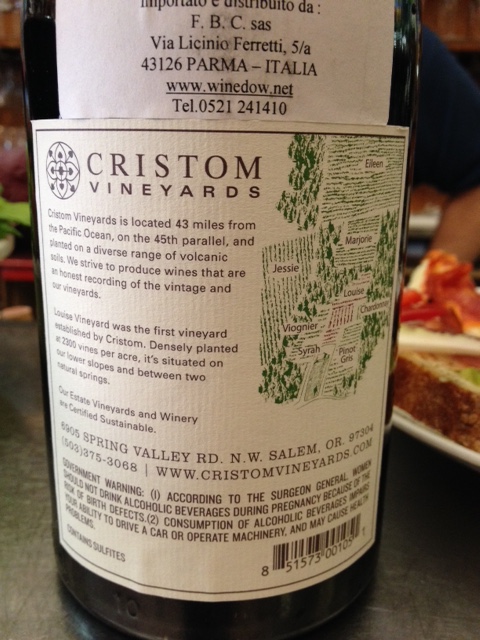 importato e distribuito da :
F. B. C. sas
Via Licinio Ferretti, 5/a
43126 PARMA – ITALIA
www.winedow.net
Tel.0521 241410
CRISTOM
VINEYARDS
Cristom Vineyards is located 43 miles from
the Pacific Ocean, on the 45th parallel, and
planted on a diverse range of volcanic
soils. We strive to produce wines that are
an honest recording of the vintage and
our vineyards.
Louise Vineyard was the first vineyard
established by Cristom. Densely planted
at 2300 vines per acre, it's situated on
our lower slopes and between two
natural springs.
Our Estate Vineyards and Winery
are Certified Sustainable.
Eileen
Marjorie
Jessie
Louise
Chardonnay
Viognier
Syrah
Pinot
Gris
6905 SPRING VALLEY RD. N.W. SALEM, OR. 97304
(503)375-3068 | WWW.CRISTOMVINEYARDS.COM
GOVERNMENT WARNING: (1) ACCORDING TO THE SURGEON GENERAL, WOMEN
SHOULD NOT DRINK ALCOHOLIC BEVERAGES DURING PREGNANCY BECAUSE OF THE
RISK OF BIRTH DEFECTS.(2) CONSUMPTION OF ALCOHOLIC BEVERAGES IMPAIRS
YOUR ABILITY TO DRIVE A CAR OR OPERATE MACHINERY, AND MAY CAUSE HEALTH
PROBLEMS.
CONTAINS SULFITES
8 51573 00103 1